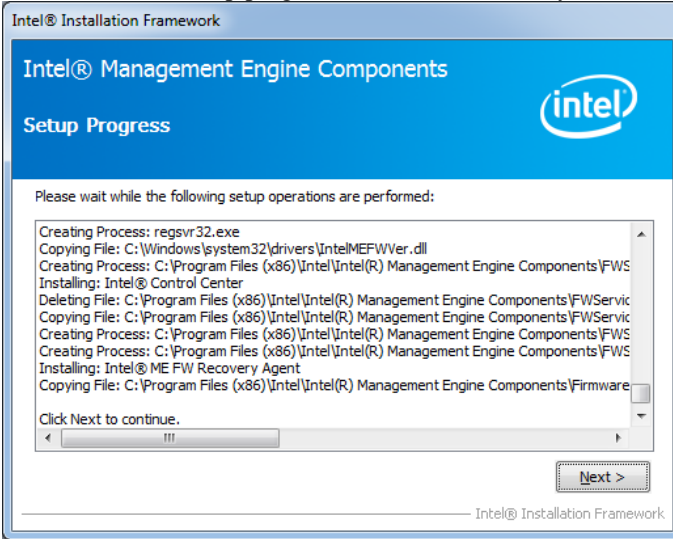 Intel® Installation Framework
Intel® Management Engine Components
Setup Progress
intel®
Please wait while the following setup operations are performed:
Creating Process: regsvr32.exe
Copying File: C:\Windows\system32\drivers\IntelMEFWVer.dll
Creating Process: C:\Program Files (x86)\Intel\Intel(R) Management Engine Components\FWS
Installing: Intel® Control Center
Deleting File: C:\Program Files (x86)\Intel\Intel(R) Management Engine Components\FWServic
Copying File: C:\Program Files (x86)\Intel\Intel(R) Management Engine Components\FWServic
Creating Process: C:\Program Files (x86)\Intel\Intel(R) Management Engine Components\FWS
Creating Process: C:\Program Files (x86)\Intel\Intel(R) Management Engine Components\FWS
Installing: Intel® ME FW Recovery Agent
Copying File: C:\Program Files (x86)\Intel\Intel(R) Management Engine Components\Firmware
Click Next to continue.
Next >
Intel® Installation Framework